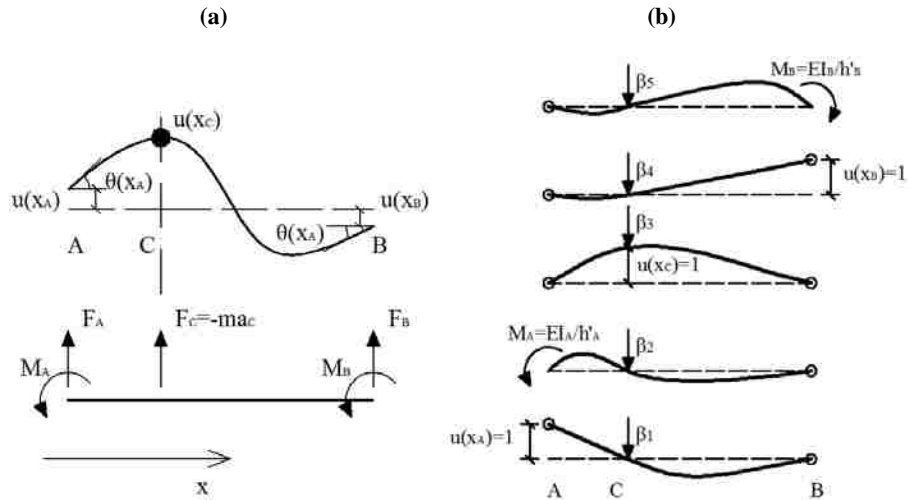 (a)
u(xC)
θ(xA)
u(xA)
u(xB)
θ(xA)
A
C
B
FA
FC=-maC
FB
MA
MB
x
(b)
β5
MB=EIB/h'B
β4
u(xB)=1
β3
u(xC)=1
MA=EIA/h'A
β2
u(xA)=1
β1
A
C
B